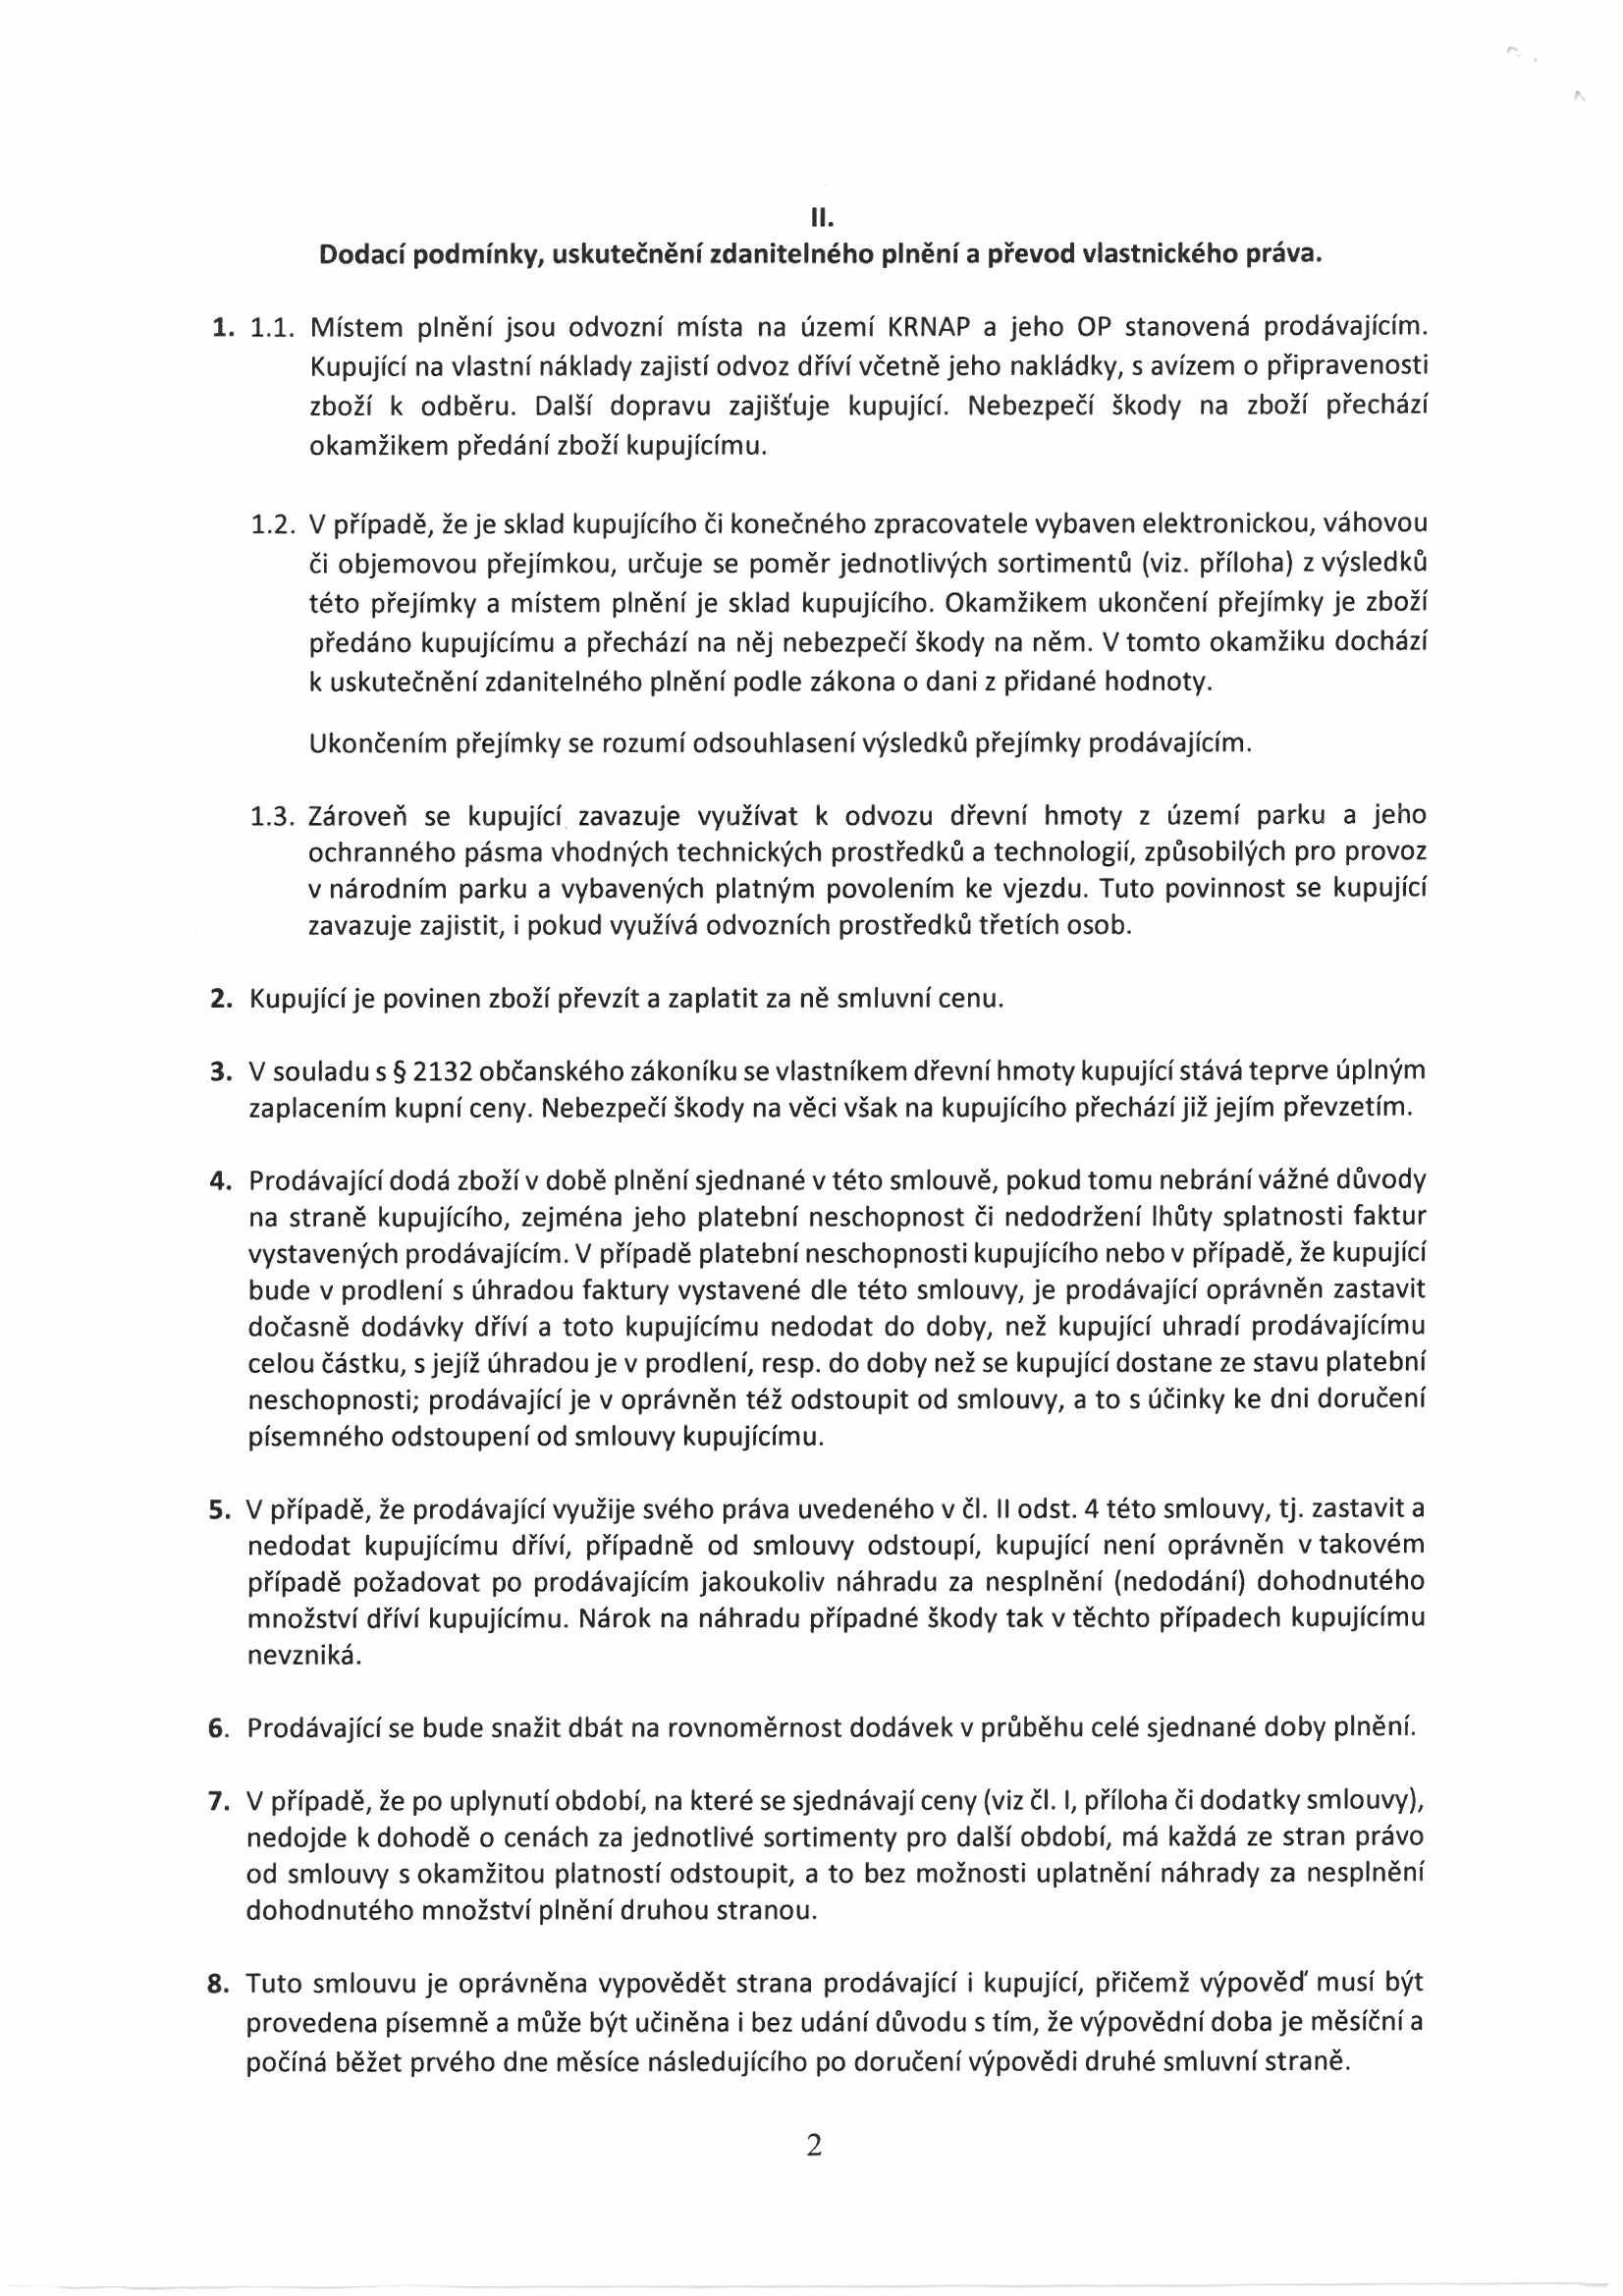 II.
Dodací podmínky, uskutečnění zdanitelného plnění a převod vlastnického práva.
1. 1.1. Místem plnění jsou odvozní místa na území KRNAP a jeho OP stanovená prodávajícím.
Kupující na vlastní náklady zajistí odvoz dříví včetně jeho nakládky, s avízem o připravenosti
zboží k odběru. Další dopravu zajišťuje kupující. Nebezpečí škody na zboží přechází
okamžikem předání zboží kupujícímu.
1.2. V případě, že je sklad kupujícího či konečného zpracovatele vybaven elektronickou, váhovou
či objemovou přejímkou, určuje se poměr jednotlivých sortimentů (viz. příloha) z výsledků
této přejímky a místem plnění je sklad kupujícího. Okamžikem ukončení přejímky je zboží
předáno kupujícímu a přechází na něj nebezpečí škody na něm. V tomto okamžiku dochází
k uskutečnění zdanitelného plnění podle zákona o dani z přidané hodnoty.
Ukončením přejímky se rozumí odsouhlasení výsledků přejímky prodávajícím.
1.3. Zároveň se kupující zavazuje využívat k odvozu dřevní hmoty z území parku a jeho
ochranného pásma vhodných technických prostředků a technologií, způsobilých pro provoz
v národním parku a vybavených platným povolením ke vjezdu. Tuto povinnost se kupující
zavazuje zajistit, i pokud využívá odvozních prostředků třetích osob.
2. Kupující je povinen zboží převzít a zaplatit za ně smluvní cenu.
3. V souladu s § 2132 občanského zákoníku se vlastníkem dřevní hmoty kupující stává teprve úplným
zaplacením kupní ceny. Nebezpečí škody na věci však na kupujícího přechází již jejím převzetím.
4. Prodávající dodá zboží v době plnění sjednané v této smlouvě, pokud tomu nebrání vážné důvody
na straně kupujícího, zejména jeho platební neschopnost či nedodržení lhůty splatnosti faktur
vystavených prodávajícím. V případě platební neschopnosti kupujícího nebo v případě, že kupující
bude v prodlení s úhradou faktury vystavené dle této smlouvy, je prodávající oprávněn zastavit
dočasně dodávky dříví a toto kupujícímu nedodat do doby, než kupující uhradí prodávajícímu
celou částku, s jejíž úhradou je v prodlení, resp. do doby než se kupující dostane ze stavu platební
neschopnosti; prodávající je v oprávněn též odstoupit od smlouvy, a to s účinky ke dni doručení
písemného odstoupení od smlouvy kupujícímu.
5. V případě, že prodávající využije svého práva uvedeného v čl. II odst. 4 této smlouvy, tj. zastavit a
nedodat kupujícímu dříví, případně od smlouvy odstoupí, kupující není oprávněn v takovém
případě požadovat po prodávajícím jakoukoliv náhradu za nesplnění (nedodání) dohodnutého
množství dříví kupujícímu. Nárok na náhradu případné škody tak v těchto případech kupujícímu
nevzniká.
6. Prodávající se bude snažit dbát na rovnoměrnost dodávek v průběhu celé sjednané doby plnění.
7. V případě, že po uplynutí období, na které se sjednávají ceny (viz čl. I, příloha či dodatky smlouvy),
nedojde k dohodě o cenách za jednotlivé sortimenty pro další období, má každá ze stran právo
od smlouvy s okamžitou platností odstoupit, a to bez možnosti uplatnění náhrady za nesplnění
dohodnutého množství plnění druhou stranou.
8. Tuto smlouvu je oprávněna vypovědět strana prodávající i kupující, přičemž výpověď musí být
provedena písemně a může být učiněna i bez udání důvodu s tím, že výpovědní doba je měsíční a
počíná běžet prvého dne měsíce následujícího po doručení výpovědi druhé smluvní straně.
2